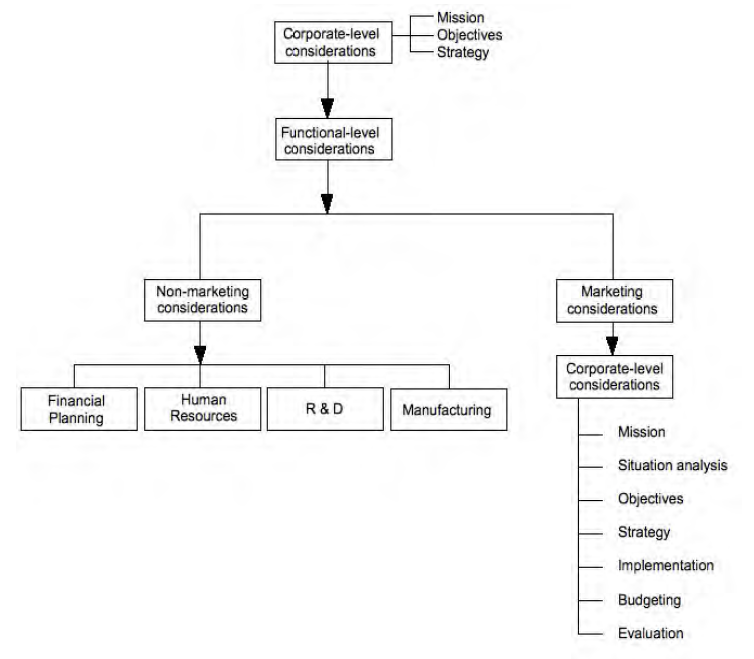 Corporate-level
considerations
Mission
Objectives
Strategy
Functional-level
considerations
Non-marketing
considerations
Marketing
considerations
Financial
Planning
Human
Resources
R & D
Manufacturing
Corporate-level
considerations
Mission
Situation analysis
Objectives
Strategy
Implementation
Budgeting
Evaluation